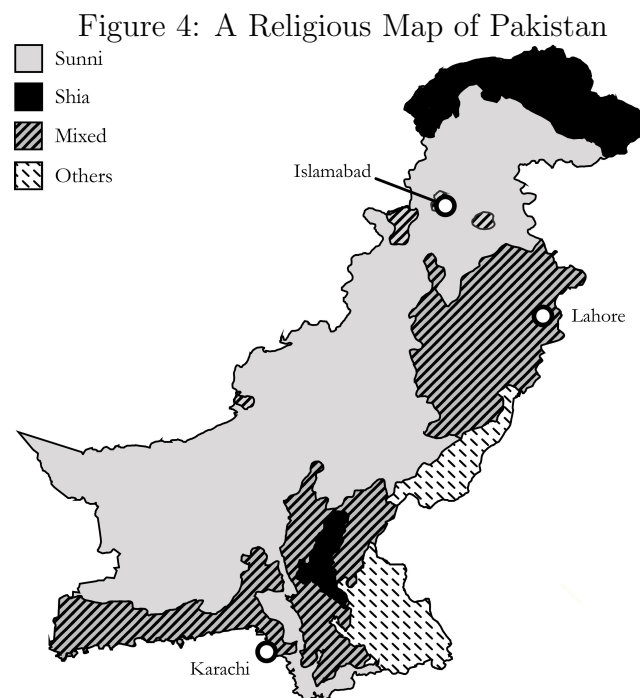 Figure 4: A Religious Map of Pakistan
Sunni
Shia
Mixed
Others
Islamabad
Lahore
Karachi